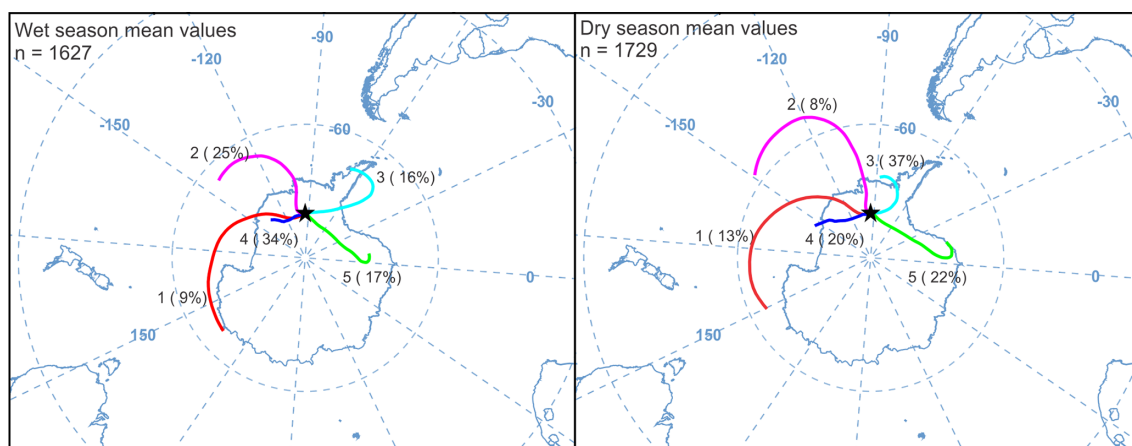 Wet season mean values
n = 1627
-90
-120
-30
-150
-60
2 ( 25%)
3 ( 16%)
4 ( 34%)
5 ( 17%)
0
1 ( 9%)
150
Dry season mean values
n = 1729
-90
-120
-30
2 ( 8%)
-150
-60
3 ( 37%)
1 ( 13%)
4 ( 20%)
5 ( 22%)
0
150